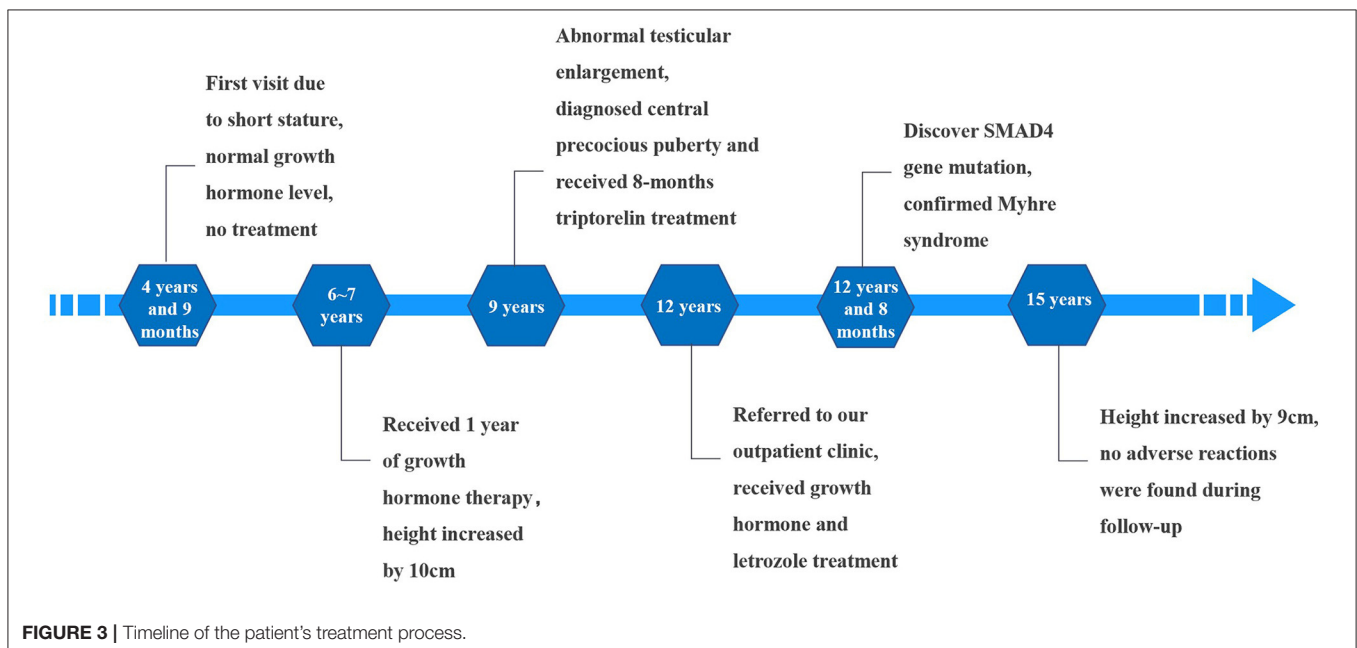 First visit due
to short stature,
normal growth
hormone level,
no treatment
4 years
and 9
months
6~7
years
Received 1 year
of growth
hormone therapy,
height increased
by 10cm
Abnormal testicular
enlargement,
diagnosed central
precocious puberty and
received 8-months
triptorelin treatment
9 years
12 years
Referred to our
outpatient clinic,
received growth
hormone and
letrozole treatment
Discover SMAD4
gene mutation,
confirmed Myhre
syndrome
12 years
and 8
months
15 years
Height increased by 9cm,
no adverse reactions
were found during
follow-up
FIGURE 3 | Timeline of the patient's treatment process.